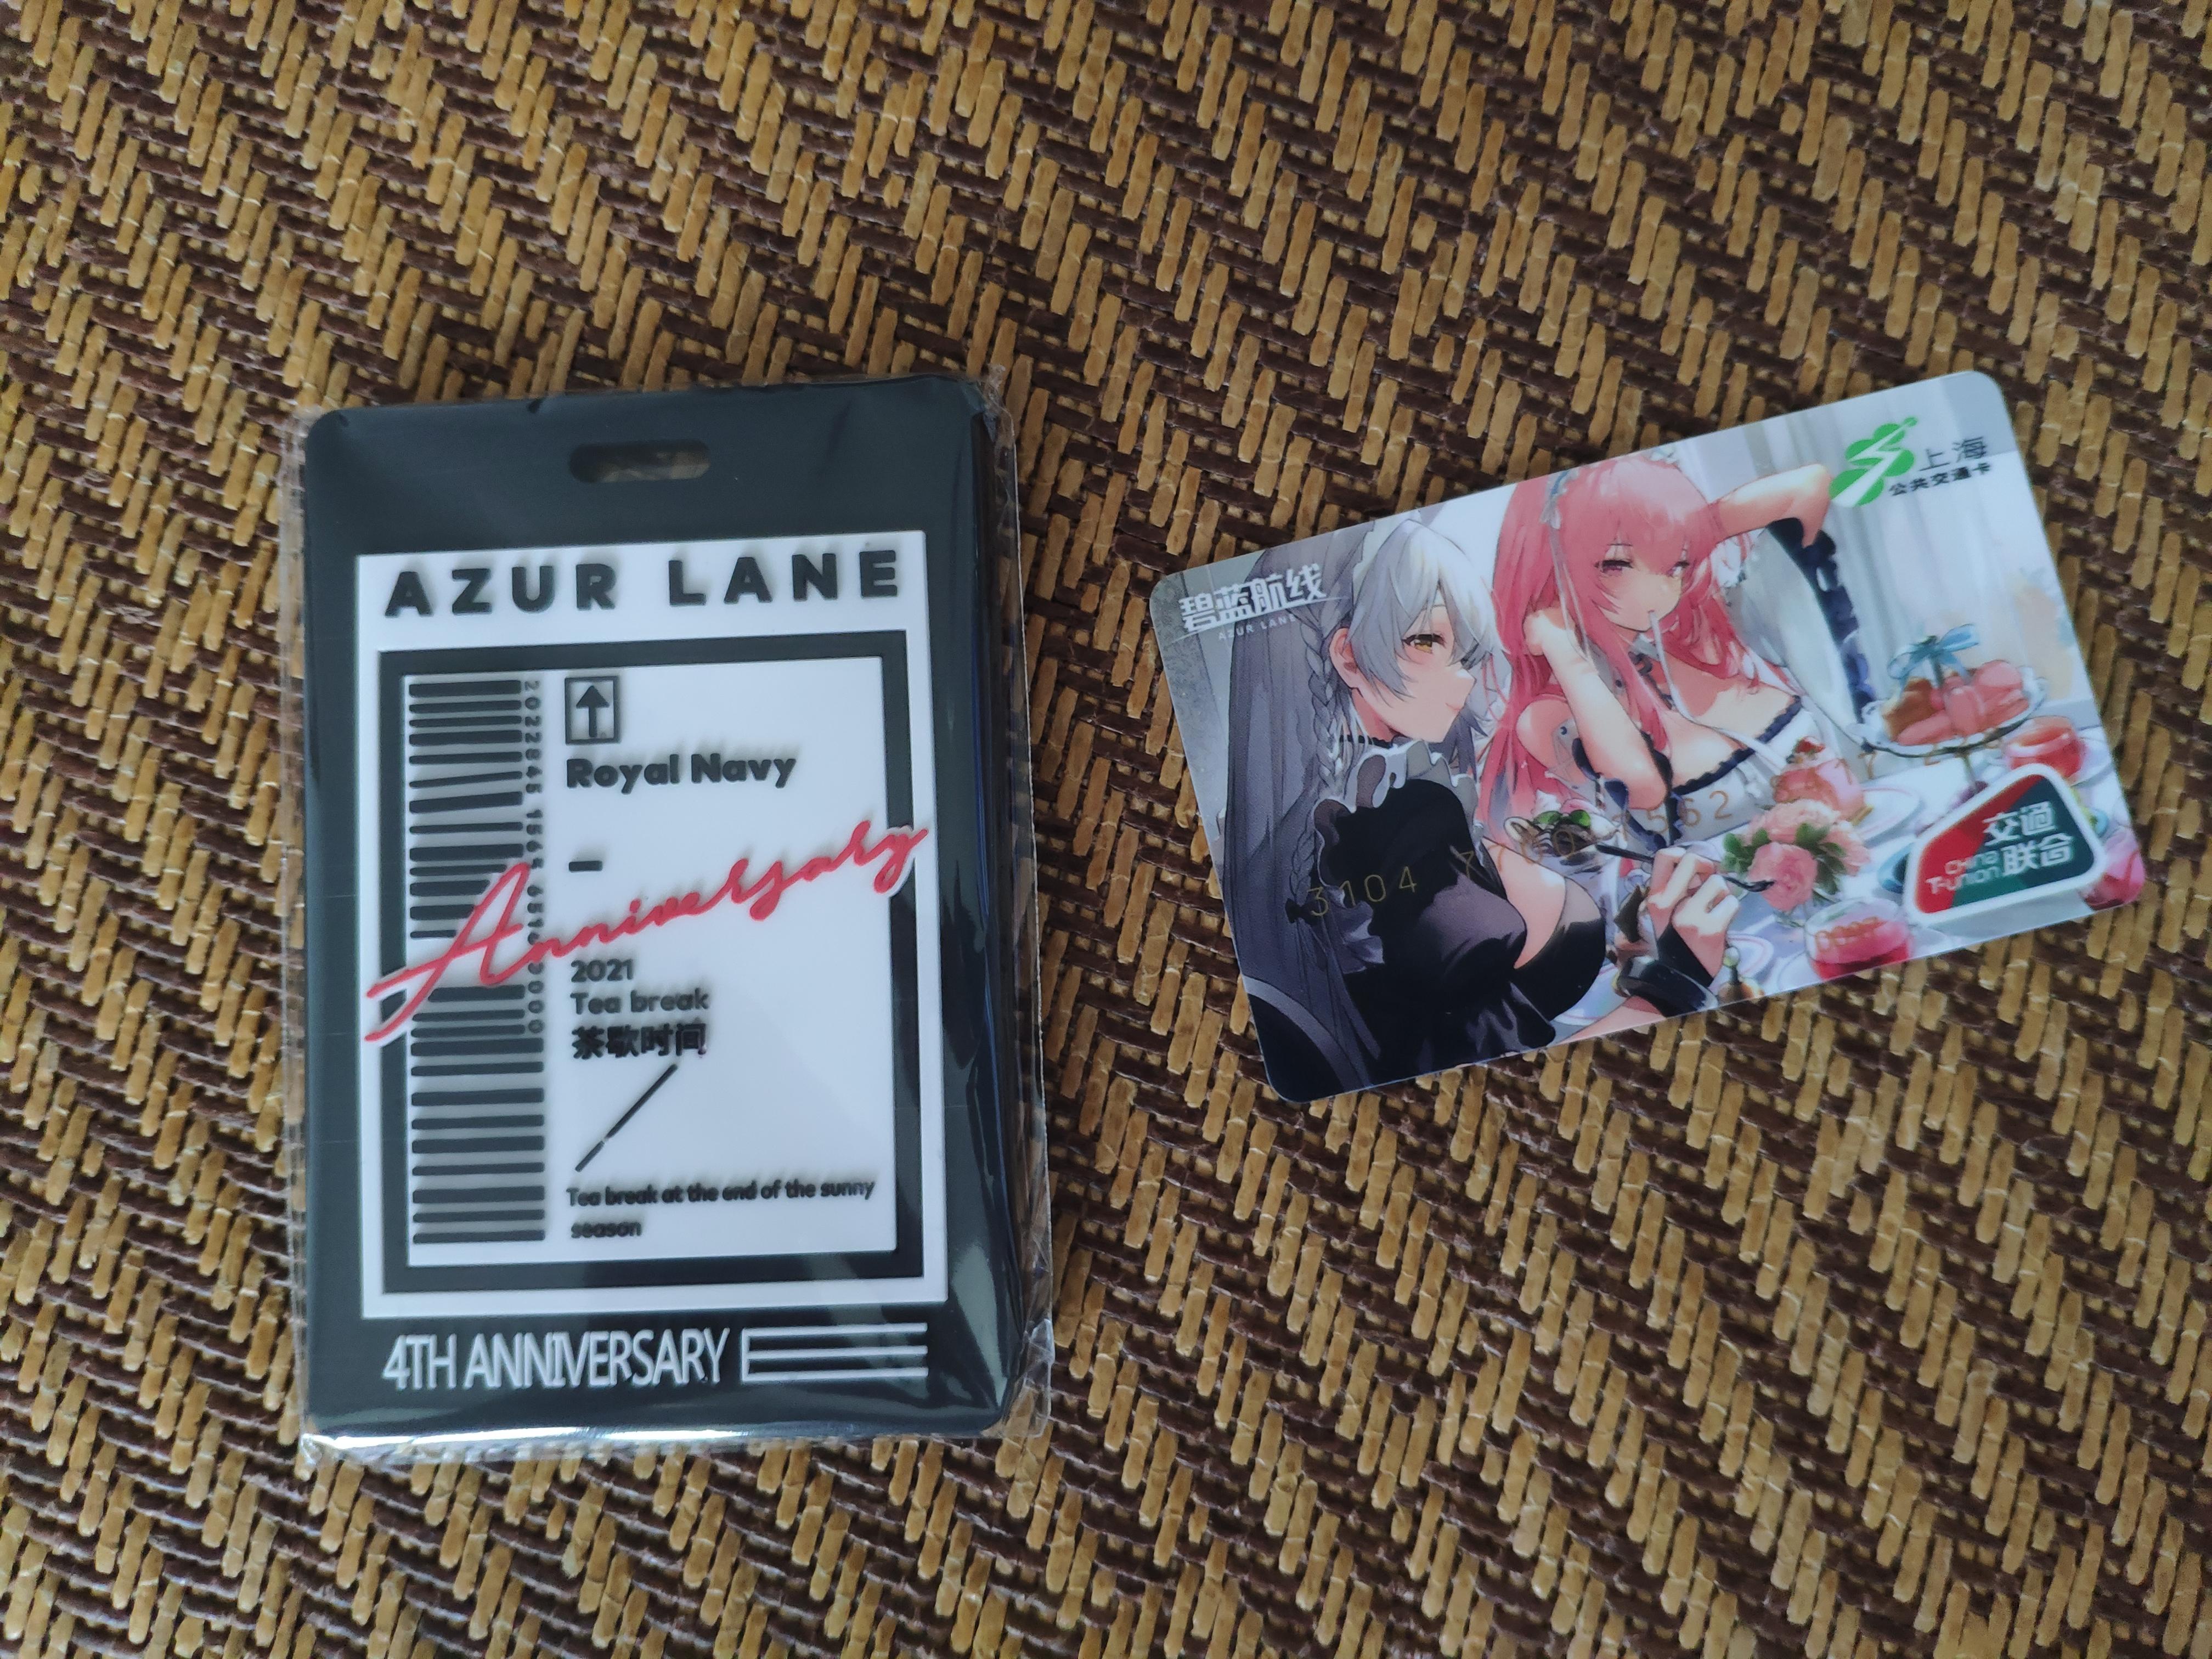 AZUR LANE
Royal Navy
Anniversary
2021
Tea break
茶歇时间
Tea break at the end of the sunny
season
4TH ANNIVERSARY
碧蓝航线
AZUR LANE
上海
公共交通卡
3104
交通
联合
China
T-union